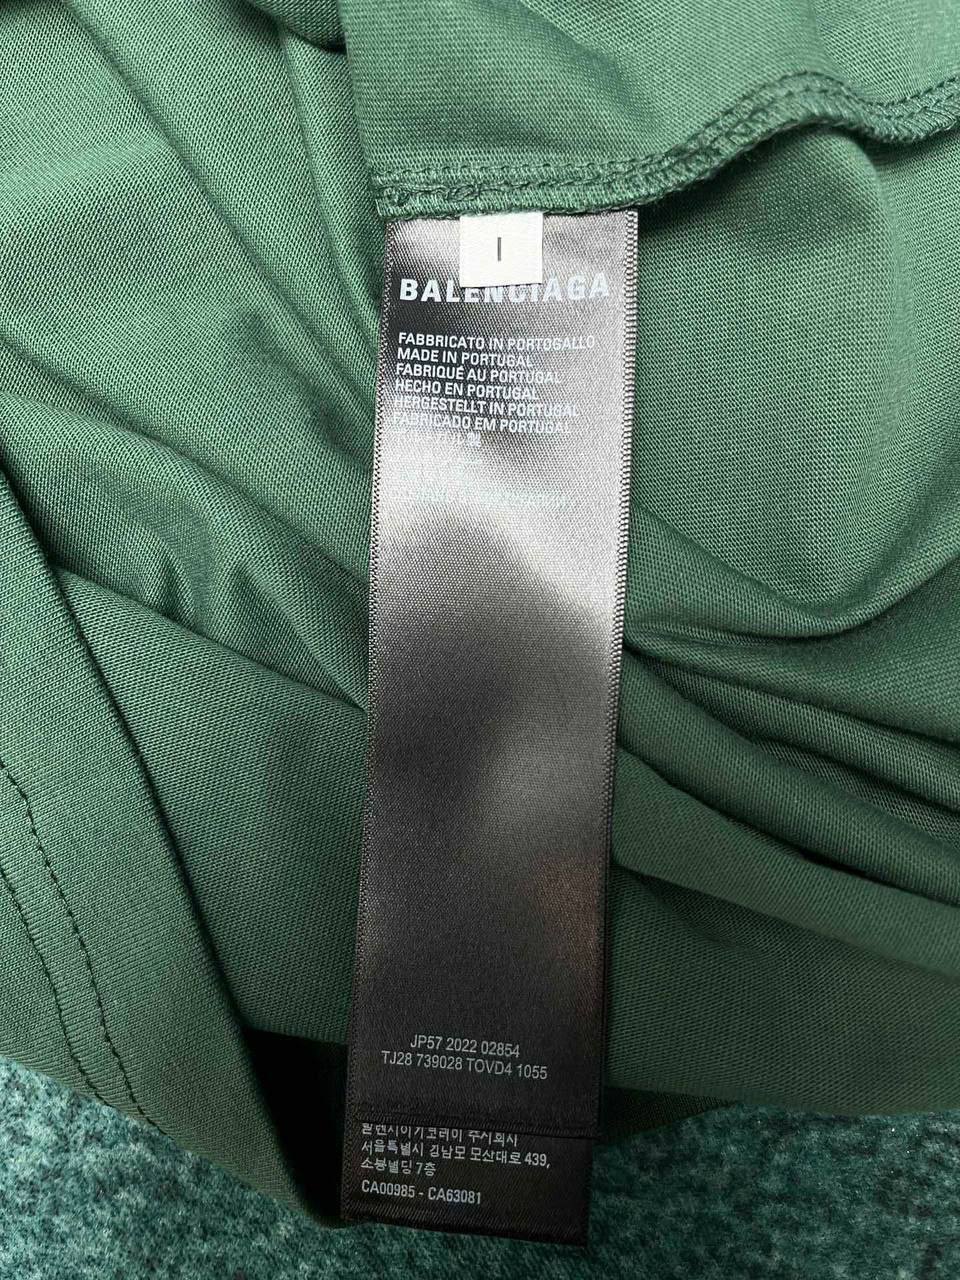 I
BALENCIAGA
FABBRICATO IN PORTOGALLO
MADE IN PORTUGAL
FABRIQUÉ AU PORTUGAL
HECHO EN PORTUGAL
HERGESTELLT IN PORTUGAL
FABRICADO EM PORTUGAL
JP57 2022 02854
TJ28 739028 TOVD4 1055
서울특별시 강남모 모산대로 439,
소봉빌딩 7층
CA00985 - CA63081